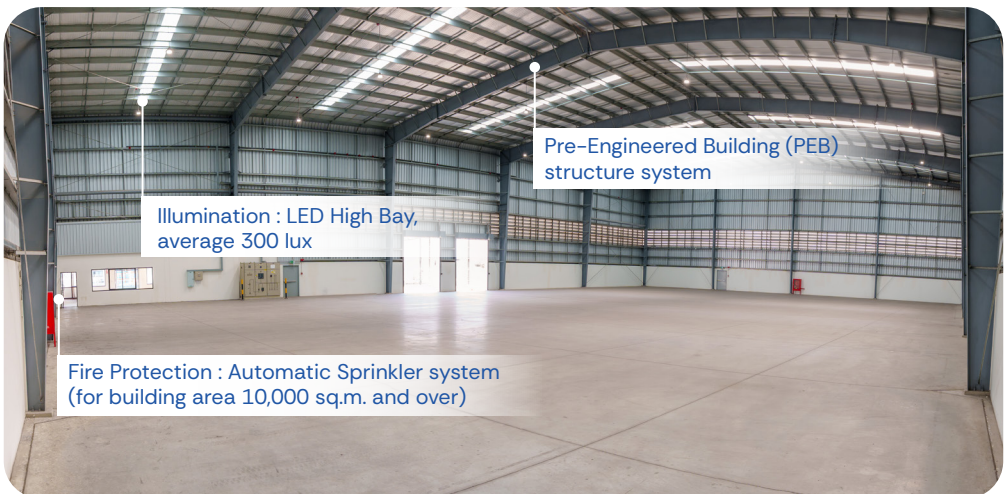 Pre-Engineered Building (PEB)
structure system
Illumination : LED High Bay,
average 300 lux
Fire Protection : Automatic Sprinkler system
(for building area 10,000 sq.m. and over)